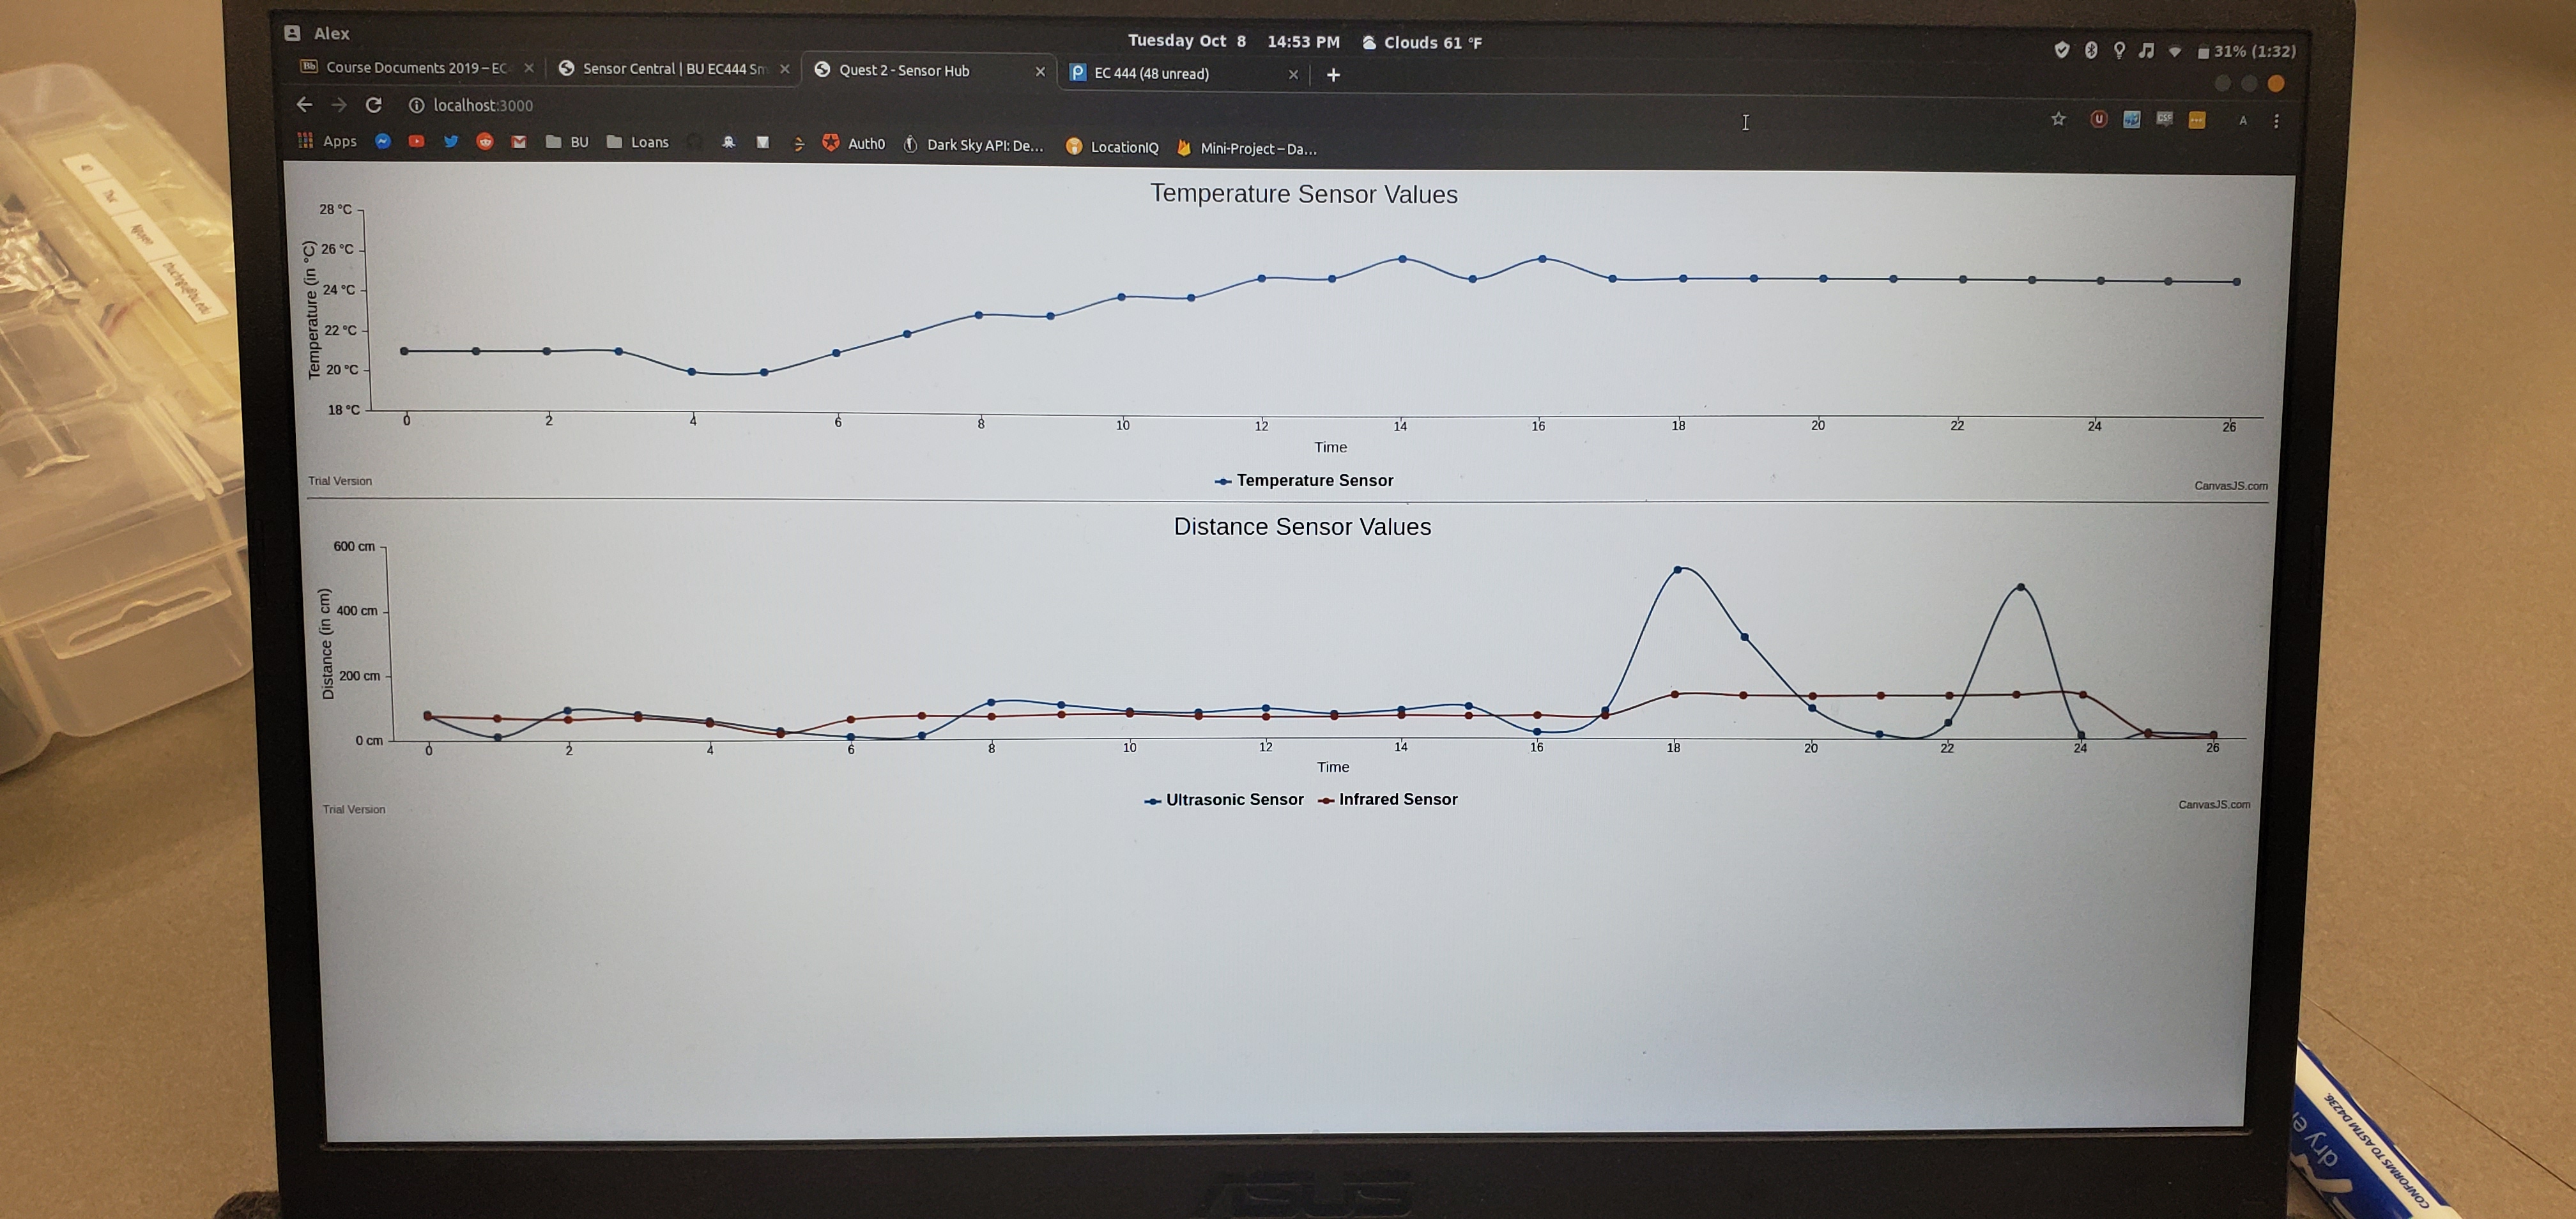 Alex
Tuesday Oct 8 14:53 PM Clouds 61 °F
31% (1:32)
Course Documents 2019 – EC
Sensor Central | BU EC444 Sm
Quest 2 - Sensor Hub
EC 444 (48 unread)
localhost:3000
Apps
BU
Loans
Auth0
Dark Sky API: De...
LocationIQ
Mini-Project – Da...
A
Temperature Sensor Values
Temperature (in °C)
28 °C
26 °C
24 °C
22 °C
20 °C
18 °C
0 2 4 6 8 10 12 14 16 18 20 22 24 26
Time
Temperature Sensor
Trial Version
CanvasJS.com
Distance Sensor Values
Distance (in cm)
600 cm
400 cm
200 cm
0 cm
0 2 4 6 8 10 12 14 16 18 20 22 24 26
Time
Ultrasonic Sensor Infrared Sensor
Trial Version
CanvasJS.com
ASUS
CONFORMS TO ASTM D4236.